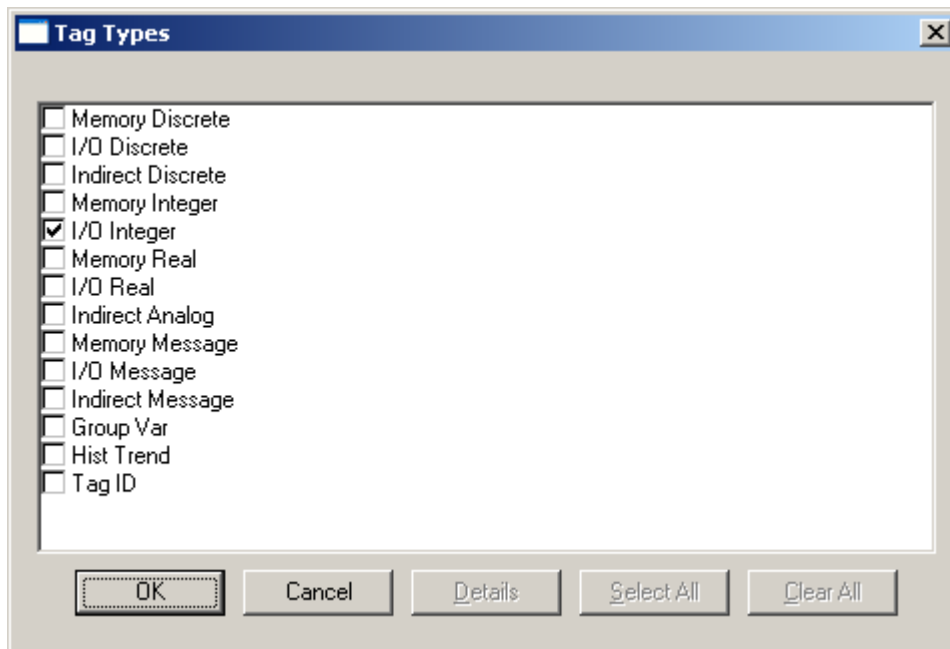 Tag Types
Memory Discrete
I/O Discrete
Indirect Discrete
Memory Integer
I/O Integer
Memory Real
I/O Real
Indirect Analog
Memory Message
I/O Message
Indirect Message
Group Var
Hist Trend
Tag ID
OK Cancel Details Select All Clear All